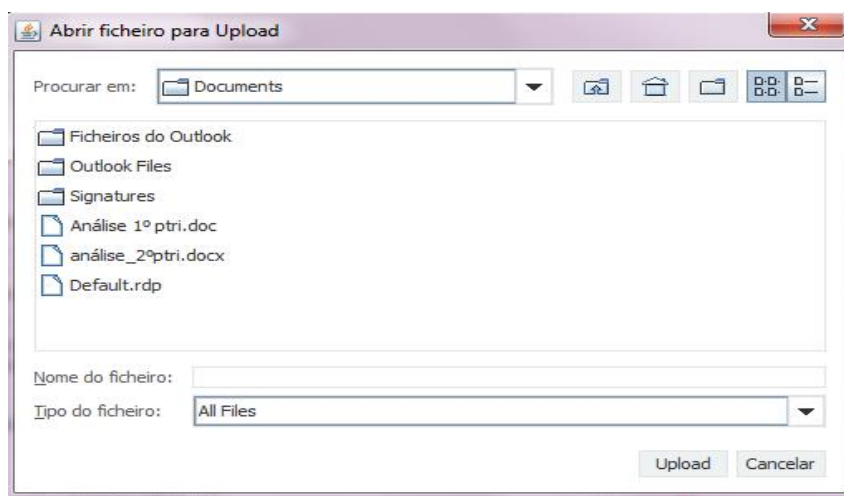 Abrir ficheiro para Upload
Procurar em: Documents
Ficheiros do Outlook
Outlook Files
Signatures
Análise 1º ptri.doc
análise_2ºptri.docx
Default.rdp
Nome do ficheiro:
Tipo do ficheiro: All Files
Upload Cancelar